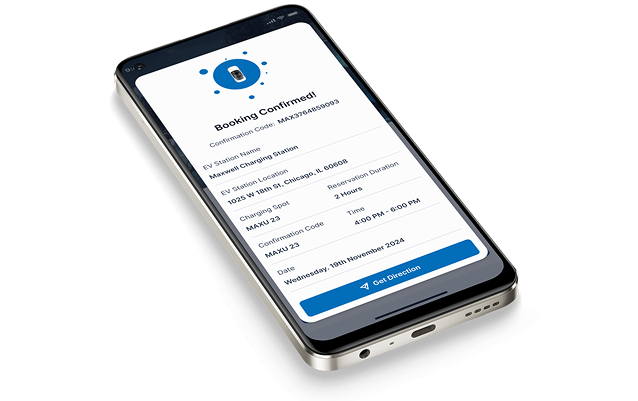 Booking Confirmed!
Confirmation Code: MAX3764859093
EV Station Name
Maxwell Charging Station
EV Station Location
1025 W 18th St, Chicago, IL 60608
Charging Spot Reservation Duration
MAXU 23 2 Hours
Confirmation Code Time
MAXU 23 4:00 PM - 6:00 PM
Date
Wednesday, 19th November 2024
Get Direction